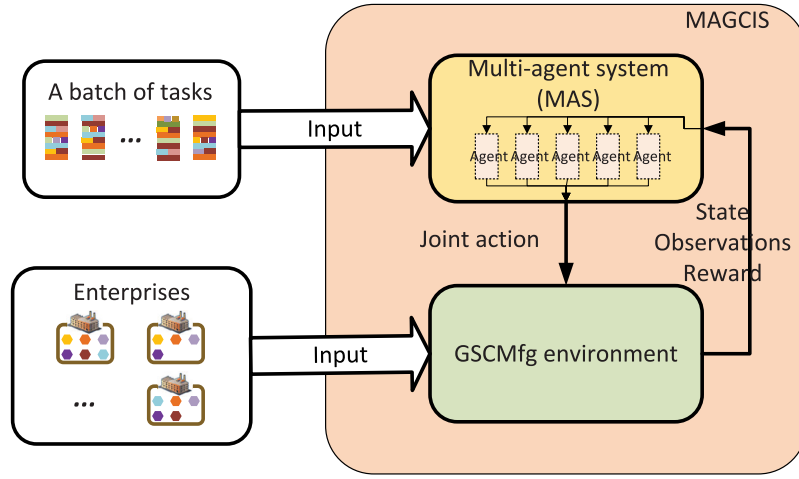 MAGCIS
A batch of tasks
...
Input
Multi-agent system
(MAS)
Agent Agent Agent Agent Agent
Joint action
State
Observations
Reward
Enterprises
...
Input
GSCMfg environment